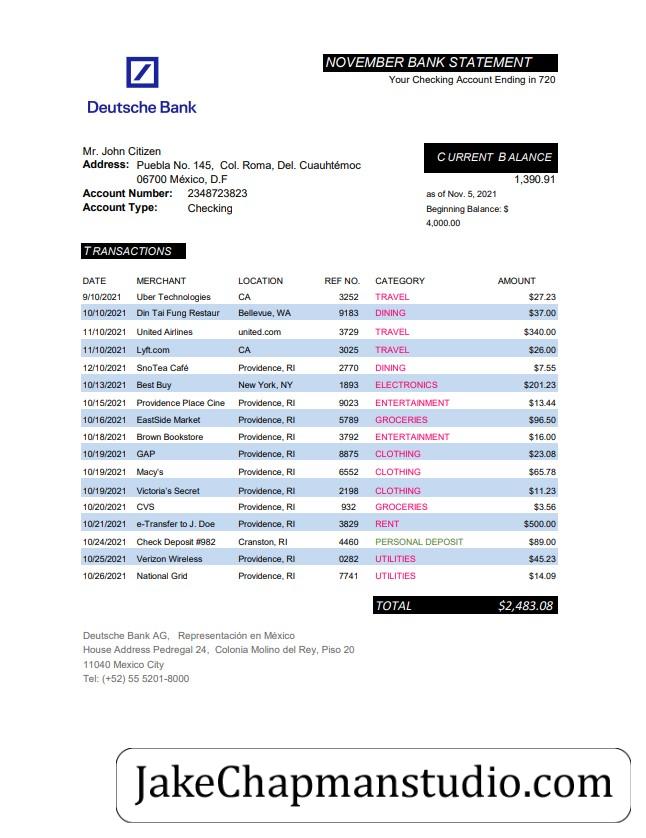 NOVEMBER BANK STATEMENT
Your Checking Account Ending in 720
Deutsche Bank
Mr. John Citizen
Address: Puebla No. 145, Col. Roma, Del. Cuauhtémoc
06700 México, D.F
Account Number: 2348723823
Account Type: Checking
CURRENT BALANCE
1,390.91
as of Nov. 5, 2021
Beginning Balance: $
4,000.00
TRANSACTIONS
DATE MERCHANT LOCATION REF NO. CATEGORY AMOUNT
9/10/2021 Uber Technologies CA 3252 TRAVEL $27.23
10/10/2021 Din Tai Fung Restaur Bellevue, WA 9183 DINING $37.00
11/10/2021 United Airlines united.com 3729 TRAVEL $340.00
11/10/2021 Lyft.com CA 3025 TRAVEL $26.00
12/10/2021 SnoTea Café Providence, RI 2770 DINING $7.55
10/13/2021 Best Buy New York, NY 1893 ELECTRONICS $201.23
10/15/2021 Providence Place Cine Providence, RI 9023 ENTERTAINMENT $13.44
10/16/2021 EastSide Market Providence, RI 5789 GROCERIES $96.50
10/18/2021 Brown Bookstore Providence, RI 3792 ENTERTAINMENT $16.00
10/19/2021 GAP Providence, RI 8875 CLOTHING $23.08
10/19/2021 Macy's Providence, RI 6552 CLOTHING $65.78
10/19/2021 Victoria's Secret Providence, RI 2198 CLOTHING $11.23
10/20/2021 CVS Providence, RI 932 GROCERIES $3.56
10/21/2021 e-Transfer to J. Doe Providence, RI 3829 RENT $500.00
10/24/2021 Check Deposit #982 Cranston, RI 4460 PERSONAL DEPOSIT $89.00
10/25/2021 Verizon Wireless Providence, RI 0282 UTILITIES $45.23
10/26/2021 National Grid Providence, RI 7741 UTILITIES $14.09
TOTAL $2,483.08
Deutsche Bank AG, Representación en México
House Address Pedregal 24, Colonia Molino del Rey, Piso 20
11040 Mexico City
Tel: (+52) 55 5201-8000
JakeChapmanstudio.com